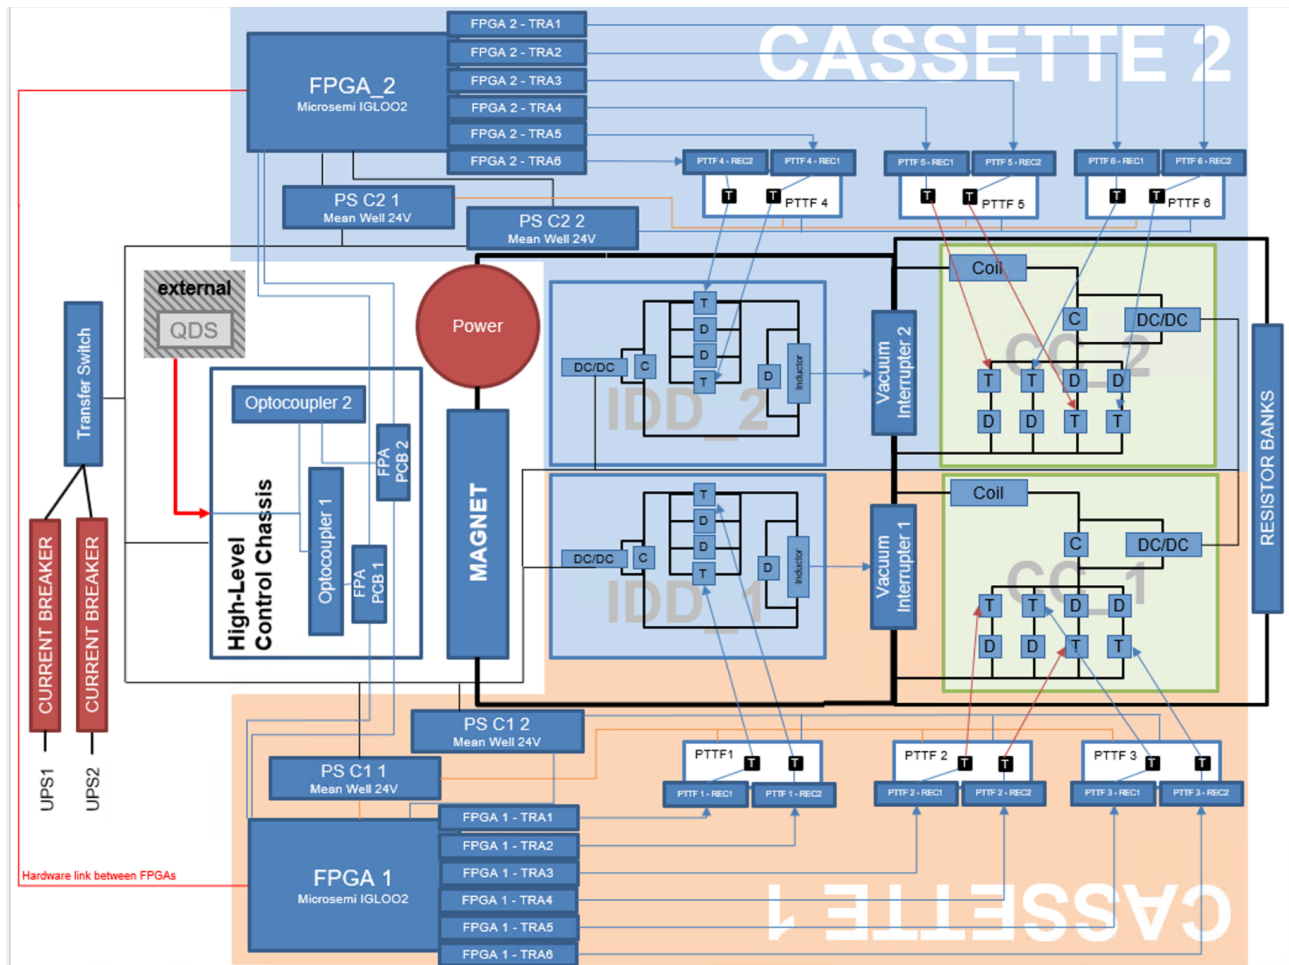 CASSETTE 2
FPGA_2
Microsemi IGLOO2
FPGA 2 - TRA1
FPGA 2 - TRA2
FPGA 2 - TRA3
FPGA 2 - TRA4
FPGA 2 - TRA5
FPGA 2 - TRA6
PTTF 4 - REC2
PTTF 4 - REC1
PTTF 5 - REC1
PTTF 5 - REC2
PTTF 6 - REC1
PTTF 6 - REC2
T
T
PTTF 4
T
T
PTTF 5
T
T
PTTF 6
PS C2 1
Mean Well 24V
PS C2 2
Mean Well 24V
external
QDS
Power
Transfer Switch
CURRENT BREAKER
CURRENT BREAKER
UPS1
UPS2
High-Level
Control Chassis
Optocoupler 2
Optocoupler 1
FPA
PCB 2
FPA
PCB 1
MAGNET
IDD_2
DC/DC
C
T
D
D
T
D
Inductor
Vacuum
Interrupter 2
CC_2
Coil
C
DC/DC
T
T
D
D
D
D
T
T
RESISTOR BANKS
IDD_1
DC/DC
C
T
D
D
T
D
Inductor
Vacuum
Interrupter 1
CC_1
Coil
C
DC/DC
T
T
D
D
D
D
T
T
PS C1 2
Mean Well 24V
PS C1 1
Mean Well 24V
PTTF1
T
T
PTTF 2
T
T
PTTF 3
T
T
PTTF 1 - REC1
PTTF 1 - REC2
PTTF 2 - REC1
PTTF 2 - REC2
PTTF 3 - REC1
PTTF 3 - REC2
Hardware link between FPGAs
FPGA 1
Microsemi IGLOO2
FPGA 1 - TRA1
FPGA 1 - TRA2
FPGA 1 - TRA3
FPGA 1 - TRA4
FPGA 1 - TRA5
FPGA 1 - TRA6
CASSETTE 1